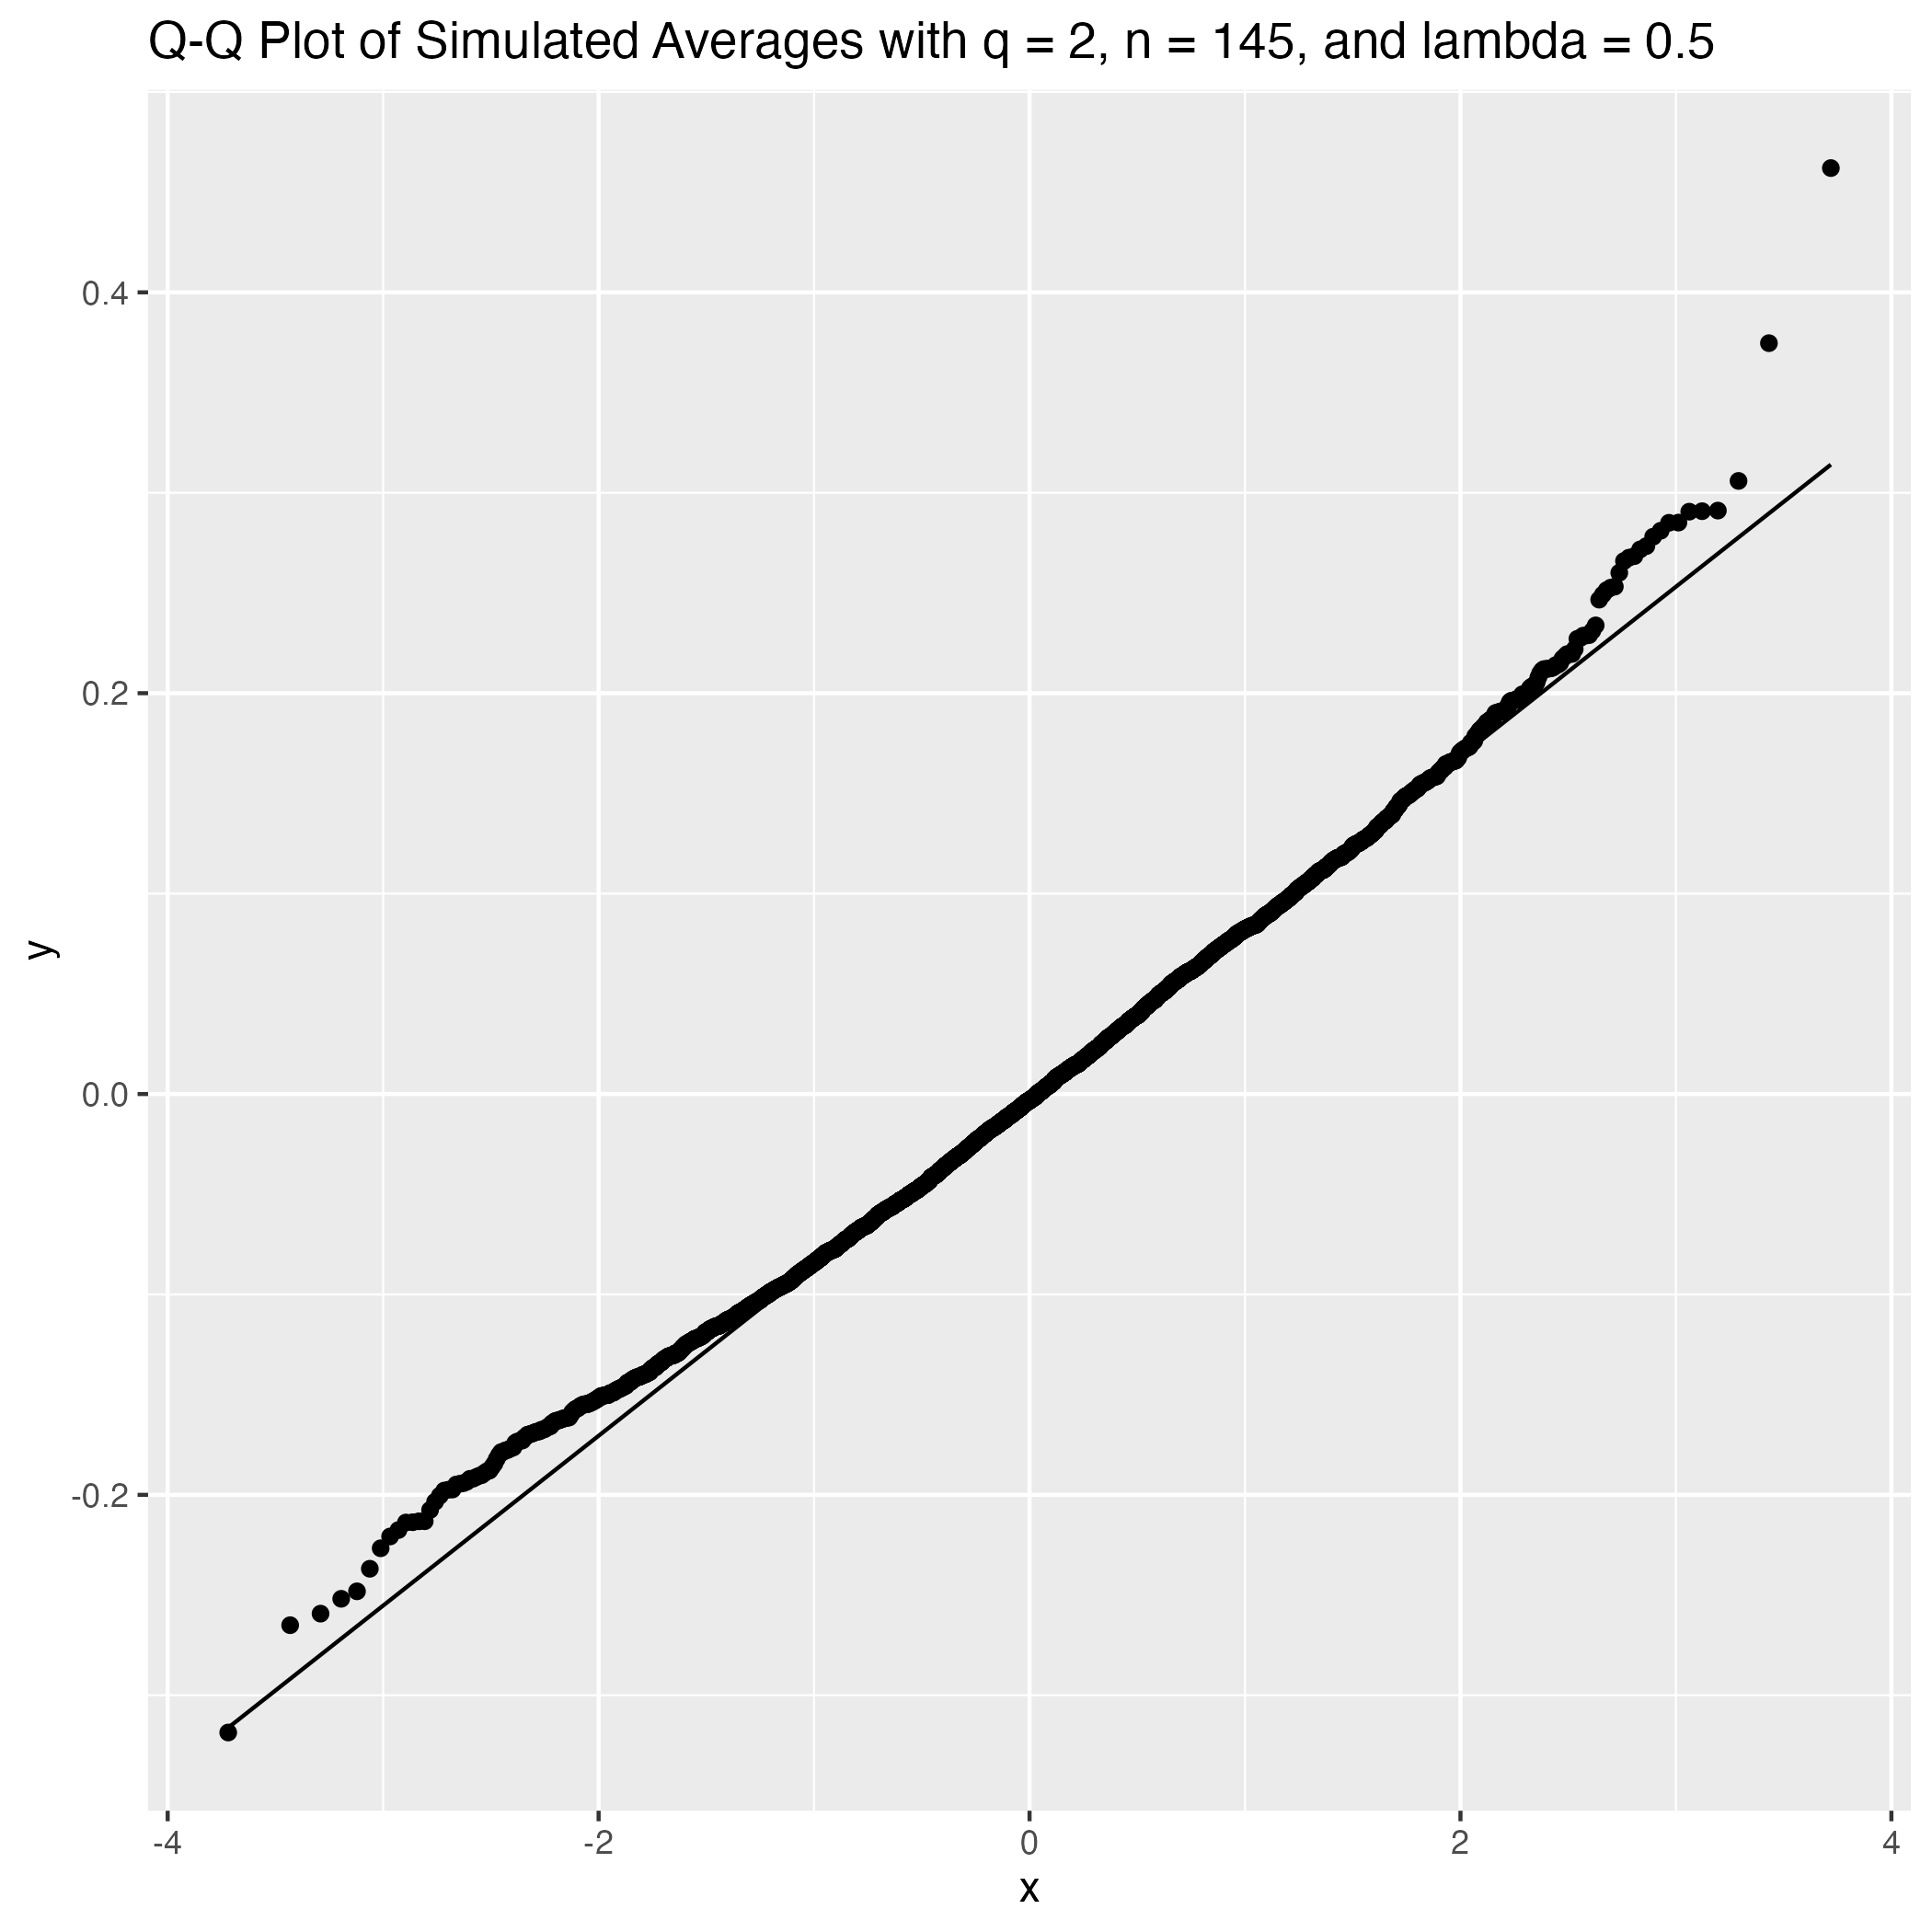 Q-Q Plot of Simulated Averages with q = 2, n = 145, and lambda = 0.5
y
0.4
0.2
0.0
-0.2
-4 -2 0 2 4
x